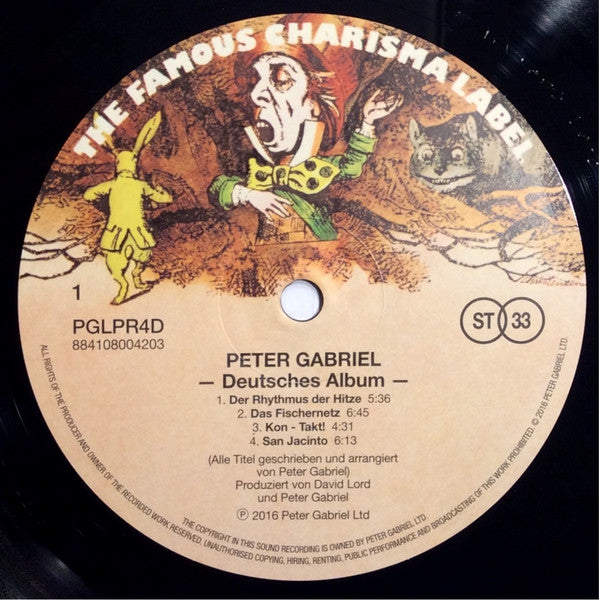 THE FAMOUS CHARISMA LABEL
1
PGLPR4D
884108004203
ST 33
PETER GABRIEL
— Deutsches Album —
1. Der Rhythmus der Hitze 5:36
2. Das Fischernetz 6:45
3. Kon - Takt! 4:31
4. San Jacinto 6:13
(Alle Titel geschrieben und arrangiert
von Peter Gabriel)
Produziert von David Lord
und Peter Gabriel
℗ 2016 Peter Gabriel Ltd
ALL RIGHTS OF THE PRODUCER AND OWNER OF THE RECORDING WORK RESERVED. UNAUTHORISED COPYING, HIRING, RENTING, PUBLIC PERFORMANCE AND BROADCASTING OF THIS WORK PROHIBITED. © 2016 PETER GABRIEL LTD
THE COPYRIGHT IN THIS SOUND RECORDING IS OWNED BY PETER GABRIEL LTD